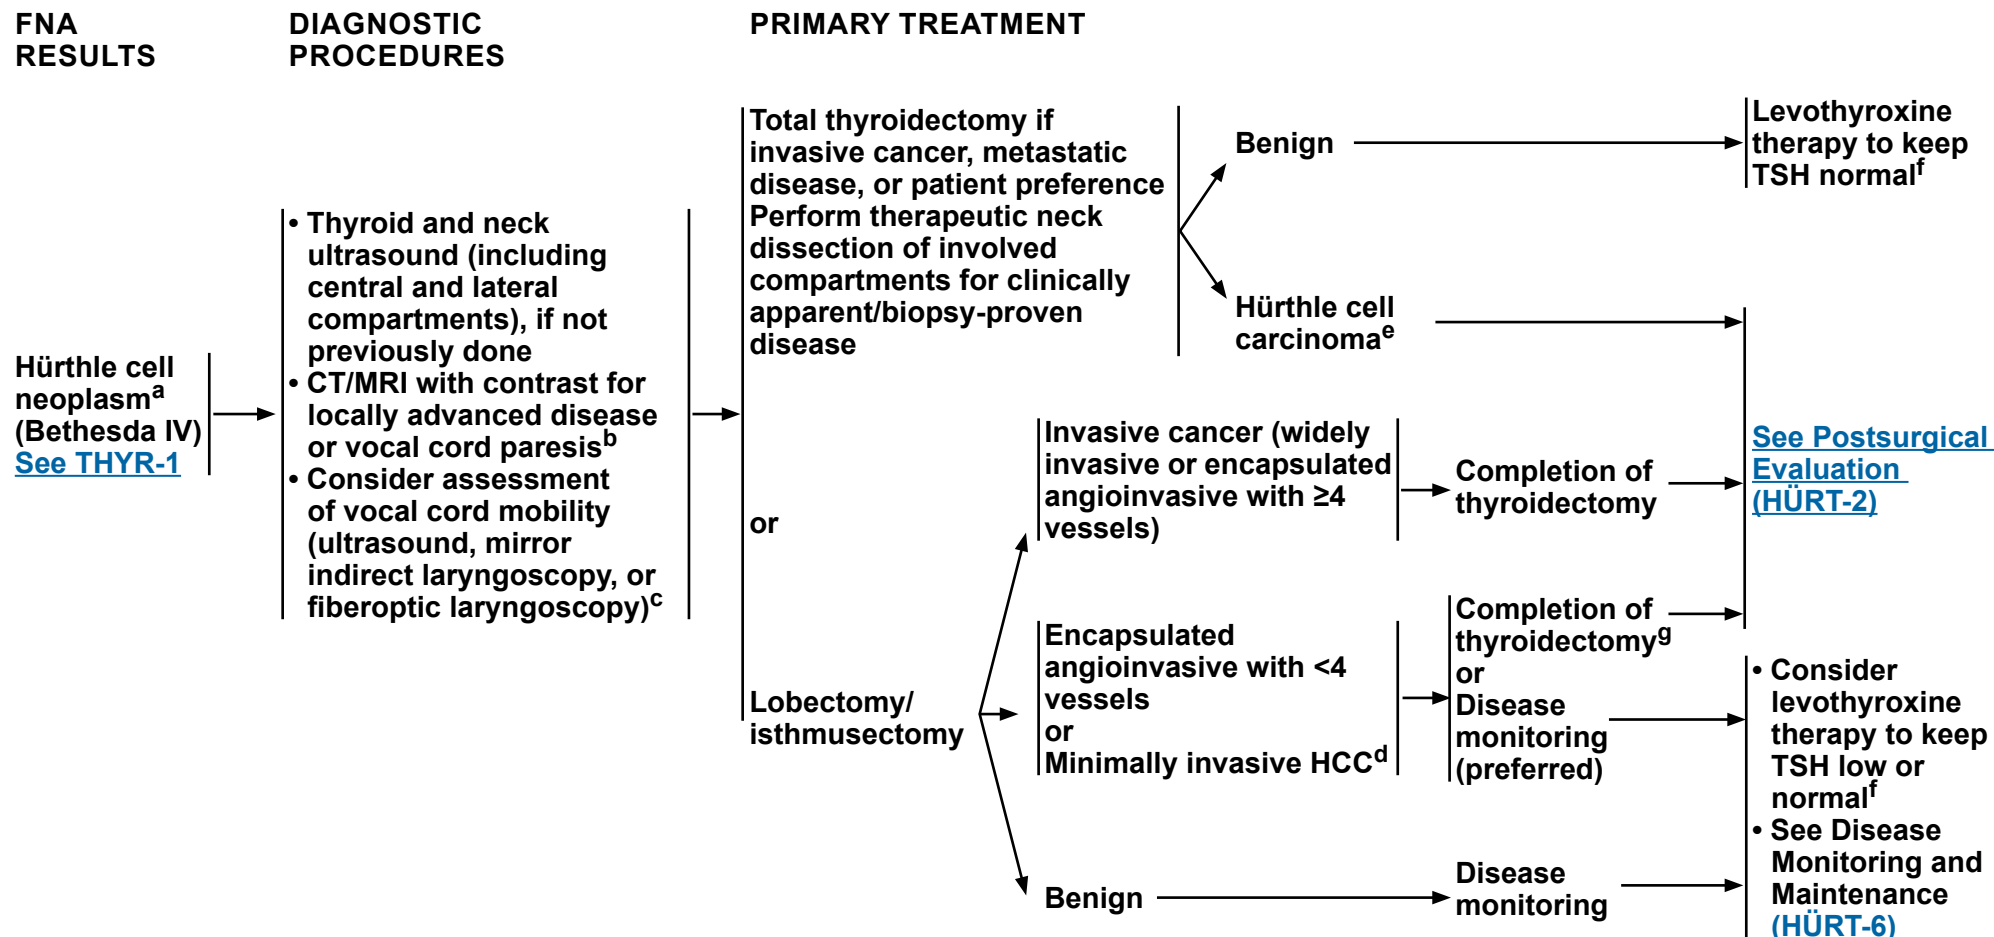 FNA
RESULTS
DIAGNOSTIC
PROCEDURES
PRIMARY TREATMENT
Hürthle cell
neoplasmᵃ
(Bethesda IV)
See THYR-1
• Thyroid and neck
ultrasound (including
central and lateral
compartments), if not
previously done
• CT/MRI with contrast for
locally advanced disease
or vocal cord paresisᵇ
• Consider assessment
of vocal cord mobility
(ultrasound, mirror
indirect laryngoscopy, or
fiberoptic laryngoscopy)ᶜ
Total thyroidectomy if
invasive cancer, metastatic
disease, or patient preference
Perform therapeutic neck
dissection of involved
compartments for clinically
apparent/biopsy-proven
disease
or
Lobectomy/
isthmusectomy
Benign
Levothyroxine
therapy to keep
TSH normalᶠ
Hürthle cell
carcinomaᵉ
Invasive cancer (widely
invasive or encapsulated
angioinvasive with ≥4
vessels)
Completion of
thyroidectomy
See Postsurgical
Evaluation
(HÜRT-2)
Encapsulated
angioinvasive with <4
vessels
or
Minimally invasive HCCᵈ
Completion of
thyroidectomyᵍ
or
Disease
monitoring
(preferred)
Benign
Disease
monitoring
• Consider
levothyroxine
therapy to keep
TSH low or
normalᶠ
• See Disease
Monitoring and
Maintenance
(HÜRT-6)